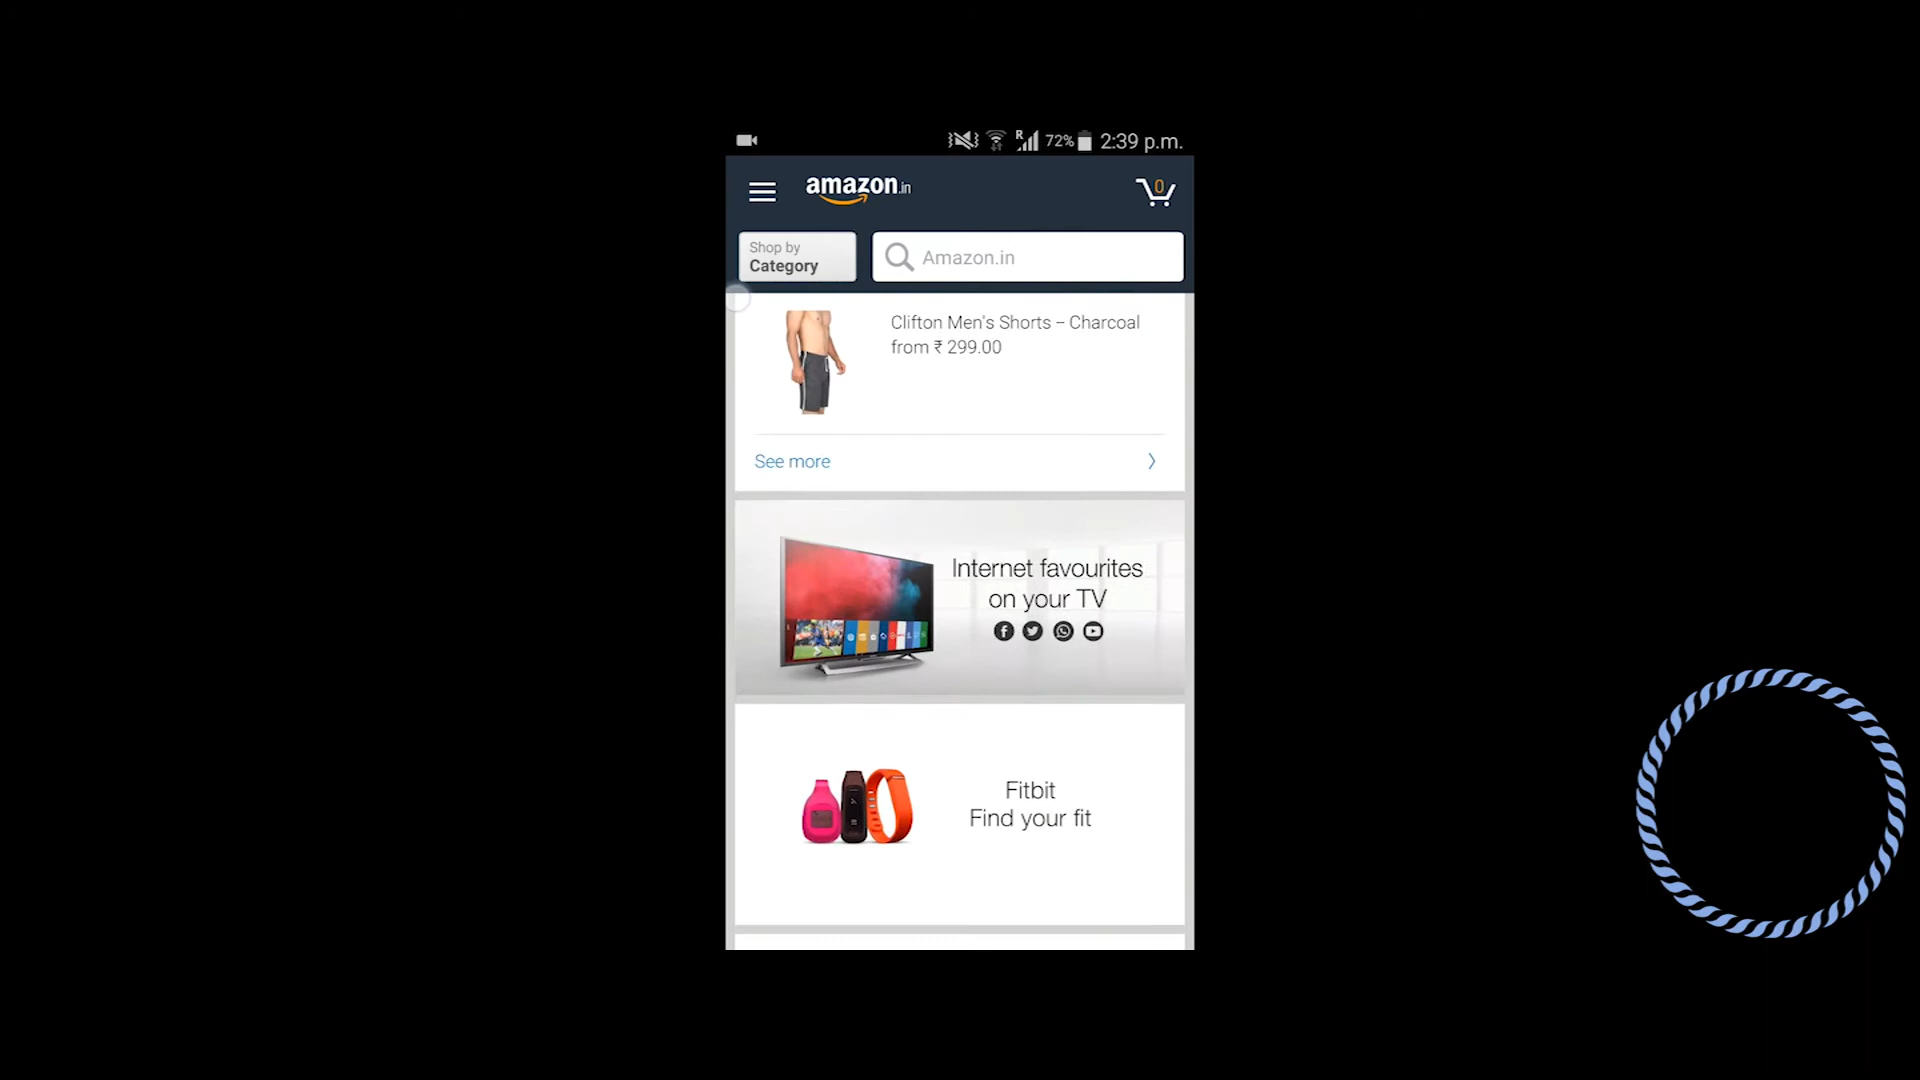 R 72% 2:39 p.m.
amazon.in
0
Shop by
Category
Amazon.in
Clifton Men's Shorts – Charcoal
from ₹ 299.00
See more
Internet favourites
on your TV
Fitbit
Find your fit